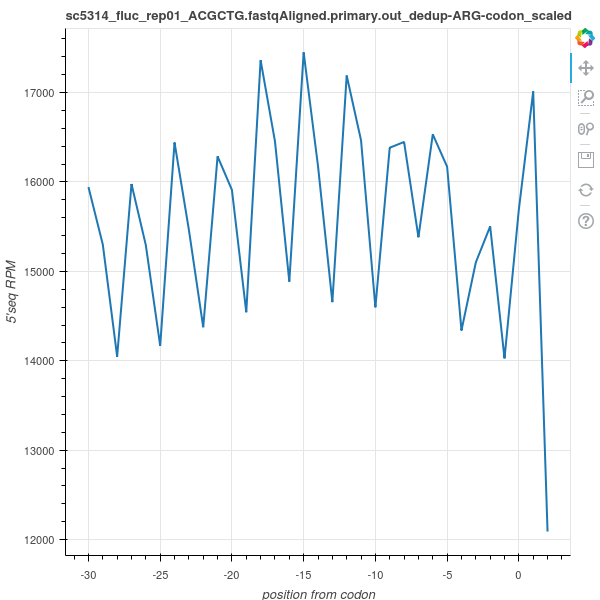 sc5314_fluc_rep01_ACGCTG.fastqAligned.primary.out_dedup-ARG-codon_scaled
17000
16000
15000
14000
13000
12000
5'seq RPM
-30 -25 -20 -15 -10 -5 0
position from codon